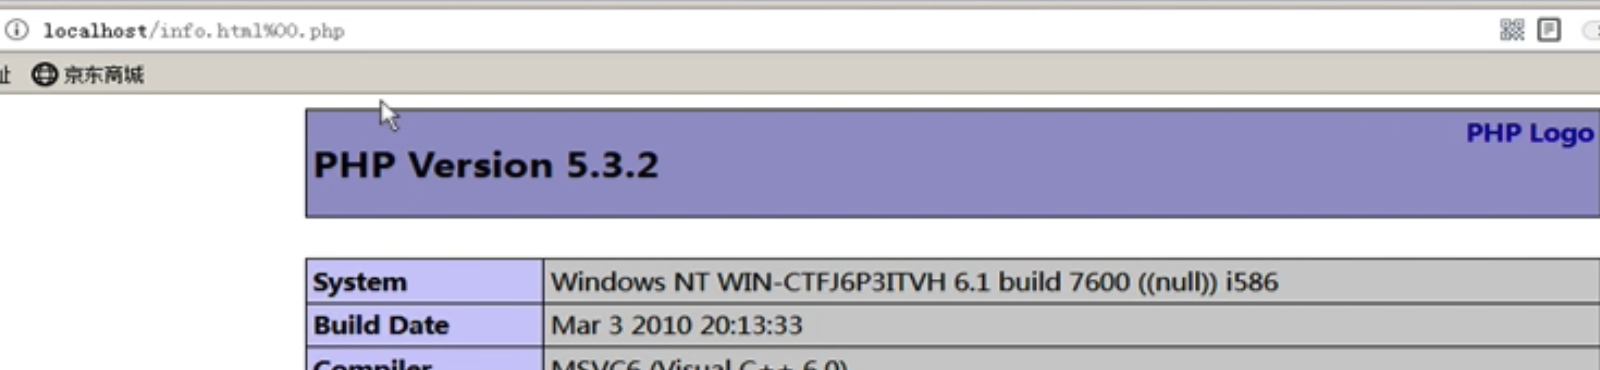 localhost/info.html%00.php
址 京东商城
PHP Logo
PHP Version 5.3.2
System Windows NT WIN-CTFJ6P3ITVH 6.1 build 7600 ((null)) i586
Build Date Mar 3 2010 20:13:33
Compiler MSVC6 (Visual C++ 6.0)